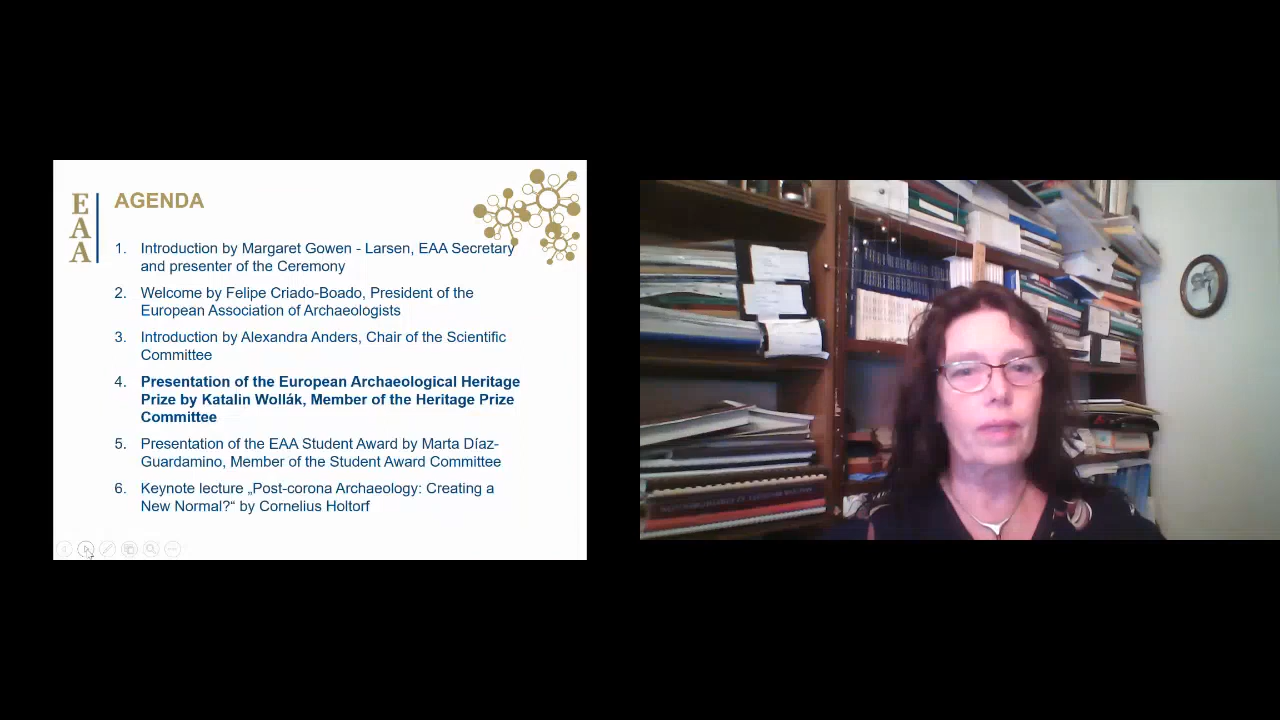 EAA
AGENDA
1. Introduction by Margaret Gowen - Larsen, EAA Secretary
and presenter of the Ceremony
2. Welcome by Felipe Criado-Boado, President of the
European Association of Archaeologists
3. Introduction by Alexandra Anders, Chair of the Scientific
Committee
4. Presentation of the European Archaeological Heritage
Prize by Katalin Wollák, Member of the Heritage Prize
Committee
5. Presentation of the EAA Student Award by Marta Díaz-
Guardamino, Member of the Student Award Committee
6. Keynote lecture „Post-corona Archaeology: Creating a
New Normal?“ by Cornelius Holtorf